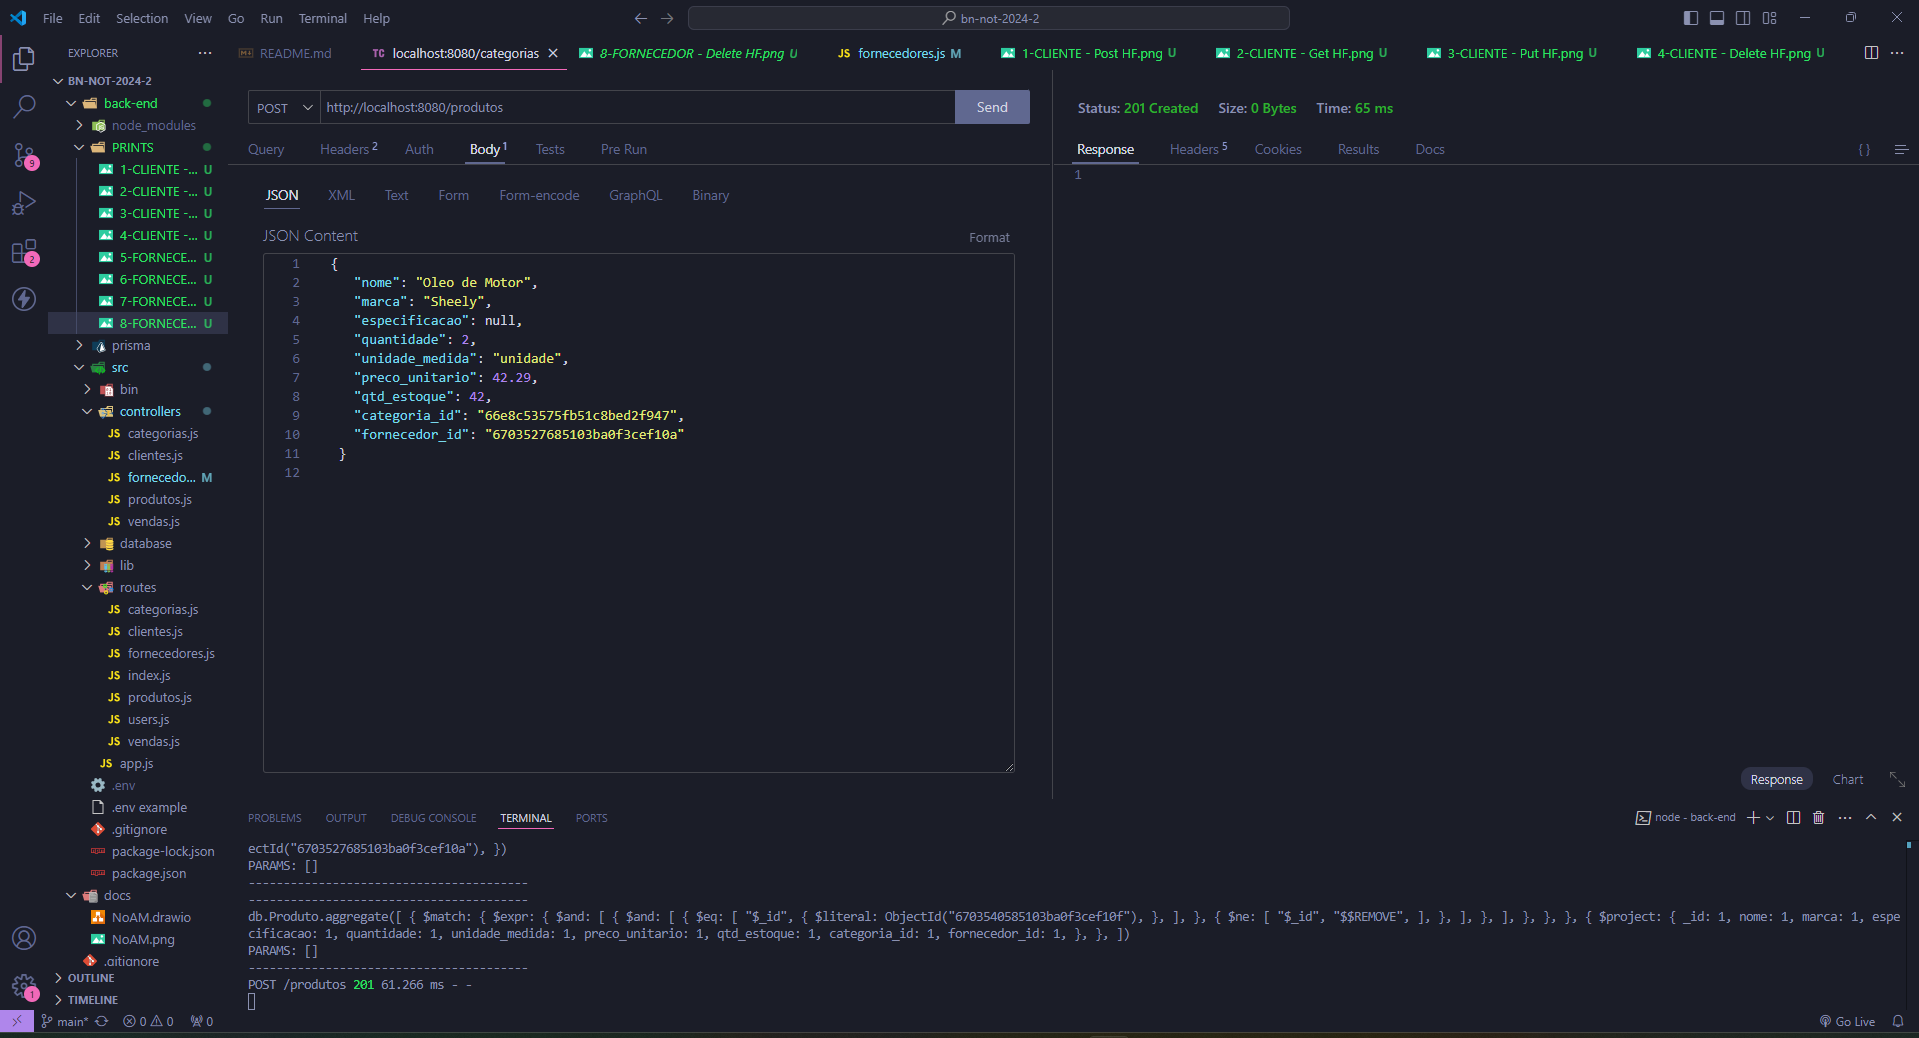 File Edit Selection View Go Run Terminal Help
bn-not-2024-2
EXPLORER
README.md
TC localhost:8080/categorias
8-FORNECEDOR - Delete HF.png U
JS fornecedores.js M
1-CLIENTE - Post HF.png U
2-CLIENTE - Get HF.png U
3-CLIENTE - Put HF.png U
4-CLIENTE - Delete HF.png U
BN-NOT-2024-2
back-end
node_modules
PRINTS
1-CLIENTE -... U
2-CLIENTE -... U
3-CLIENTE -... U
4-CLIENTE -... U
5-FORNECE... U
6-FORNECE... U
7-FORNECE... U
8-FORNECE... U
prisma
src
bin
controllers
JS categorias.js
JS clientes.js
JS fornecedo... M
JS produtos.js
JS vendas.js
database
lib
routes
JS categorias.js
JS clientes.js
JS fornecedores.js
JS index.js
JS produtos.js
JS users.js
JS vendas.js
JS app.js
.env
.env example
.gitignore
package-lock.json
package.json
docs
NoAM.drawio
NoAM.png
.gitignore
OUTLINE
TIMELINE
9
2
1
POST http://localhost:8080/produtos Send
Query Headers 2 Auth Body 1 Tests Pre Run
JSON XML Text Form Form-encode GraphQL Binary
JSON Content
Format
1 {
2 "nome": "Oleo de Motor",
3 "marca": "Sheely",
4 "especificacao": null,
5 "quantidade": 2,
6 "unidade_medida": "unidade",
7 "preco_unitario": 42.29,
8 "qtd_estoque": 42,
9 "categoria_id": "66e8c53575fb51c8bed2f947",
10 "fornecedor_id": "6703527685103ba0f3cef10a"
11 }
12
Status: 201 Created Size: 0 Bytes Time: 65 ms
Response Headers 5 Cookies Results Docs
{ }
1
Response Chart
PROBLEMS OUTPUT DEBUG CONSOLE TERMINAL PORTS
node - back-end
ectId("6703527685103ba0f3cef10a"), })
PARAMS: []
----------------------------------------
----------------------------------------
db.Produto.aggregate([ { $match: { $expr: { $and: [ { $and: [ { $eq: [ "$_id", { $literal: ObjectId("6703540585103ba0f3cef10f"), }, ], }, { $ne: [ "$_id", "$$REMOVE", ], }, ], }, ], }, }, }, { $project: { _id: 1, nome: 1, marca: 1, espe
cificacao: 1, quantidade: 1, unidade_medida: 1, preco_unitario: 1, qtd_estoque: 1, categoria_id: 1, fornecedor_id: 1, }, }, ])
PARAMS: []
----------------------------------------
POST /produtos 201 61.266 ms - -
main* 0 0 0
Go Live